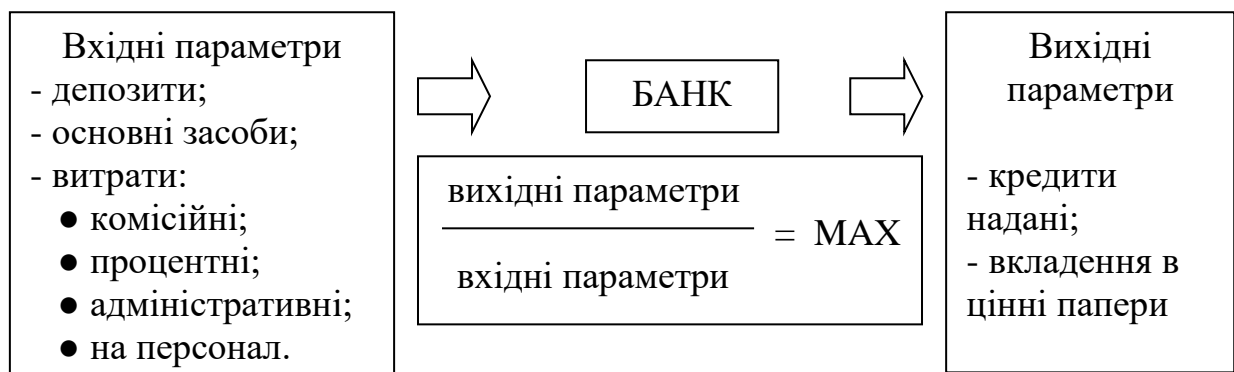 Вхідні параметри
- депозити;
- основні засоби;
- витрати:
● комісійні;
● процентні;
● адміністративні;
● на персонал.
БАНК
вихідні параметри
= МАХ
вхідні параметри
Вихідні
параметри
- кредити
надані;
- вкладення в
цінні папери